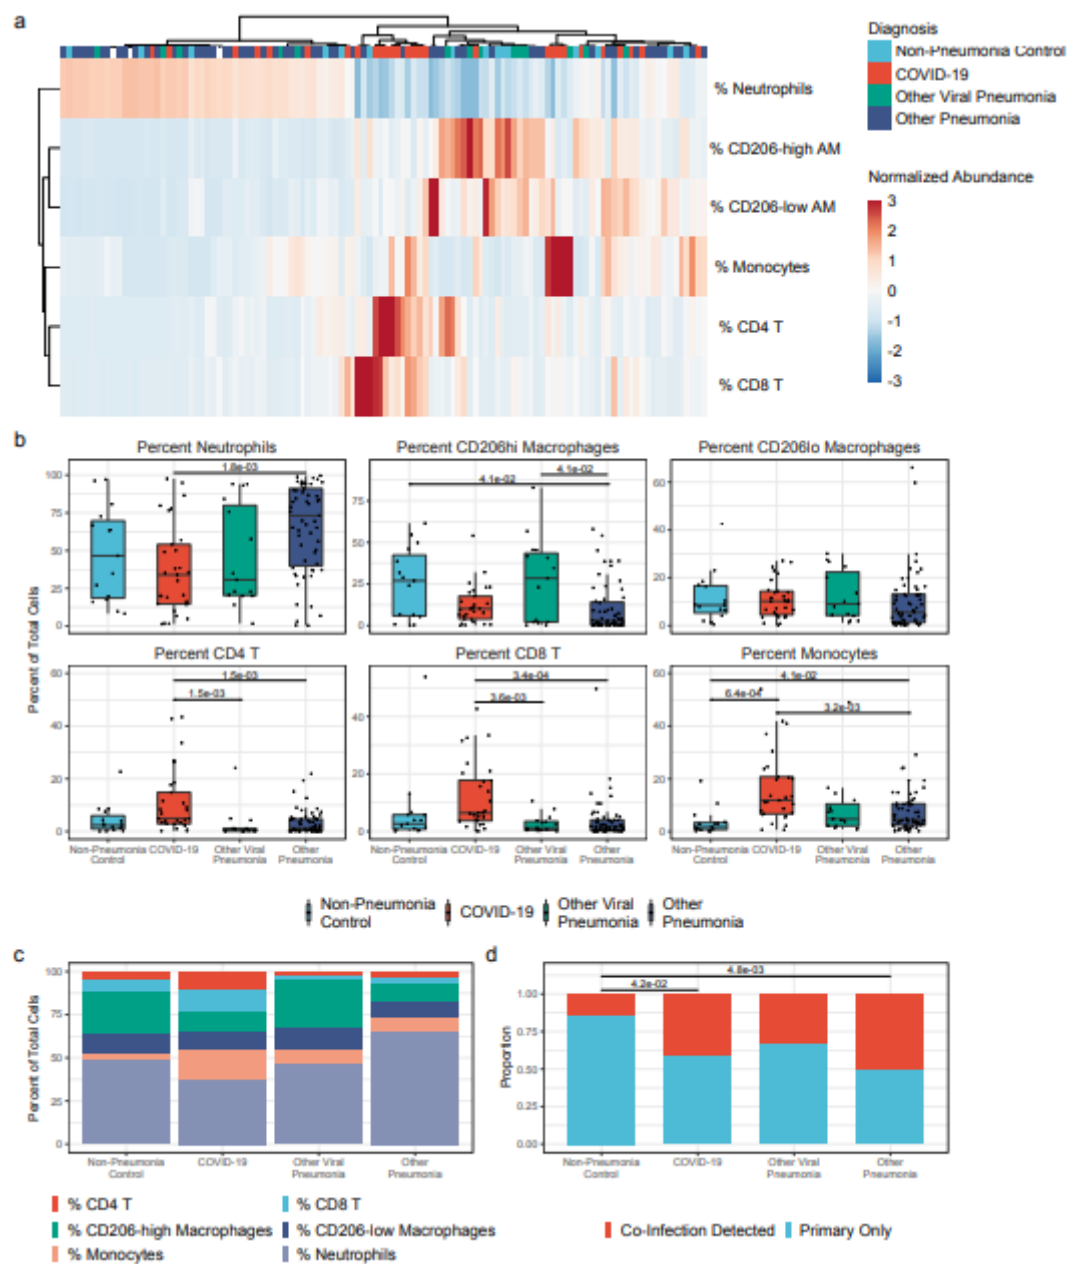 a
Diagnosis
Non-Pneumonia Control
COVID-19
Other Viral Pneumonia
Other Pneumonia
% Neutrophils
% CD206-high AM
% CD206-low AM
% Monocytes
% CD4 T
% CD8 T
Normalized Abundance
3
2
1
0
-1
-2
-3
b
Percent of Total Cells
Percent Neutrophils
100
75
50
25
0
1.8e-03
Percent CD206hi Macrophages
75
50
25
0
4.1e-02
4.1e-02
Percent CD206lo Macrophages
60
40
20
0
Percent CD4 T
60
40
20
0
1.5e-03
1.5e-03
Non-Pneumonia
Control
COVID-19
Other Viral
Pneumonia
Other
Pneumonia
Percent CD8 T
40
20
0
3.4e-04
3.6e-03
Non-Pneumonia
Control
COVID-19
Other Viral
Pneumonia
Other
Pneumonia
Percent Monocytes
60
40
20
0
4.1e-02
6.4e-04
3.2e-03
Non-Pneumonia
Control
COVID-19
Other Viral
Pneumonia
Other
Pneumonia
Non-Pneumonia
Control
COVID-19
Other Viral
Pneumonia
Other
Pneumonia
c
Percent of Total Cells
100
75
50
25
0
Non-Pneumonia
Control
COVID-19
Other Viral
Pneumonia
Other
Pneumonia
% CD4 T
% CD8 T
% CD206-high Macrophages
% CD206-low Macrophages
% Monocytes
% Neutrophils
d
Proportion
1.00
0.75
0.50
0.25
0.00
4.8e-03
4.2e-02
Non-Pneumonia
Control
COVID-19
Other Viral
Pneumonia
Other
Pneumonia
Co-Infection Detected
Primary Only